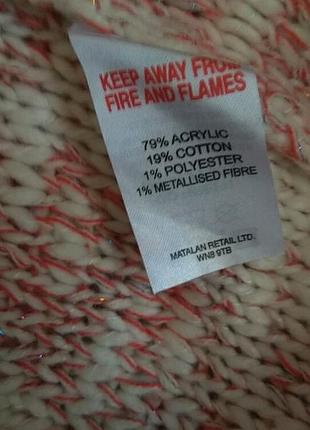 KEEP AWAY FROM
FIRE AND FLAMES
79% ACRYLIC
19% COTTON
1% POLYESTER
1% METALLISED FIBRE
MATALAN RETAIL LTD.
WN8 9TB